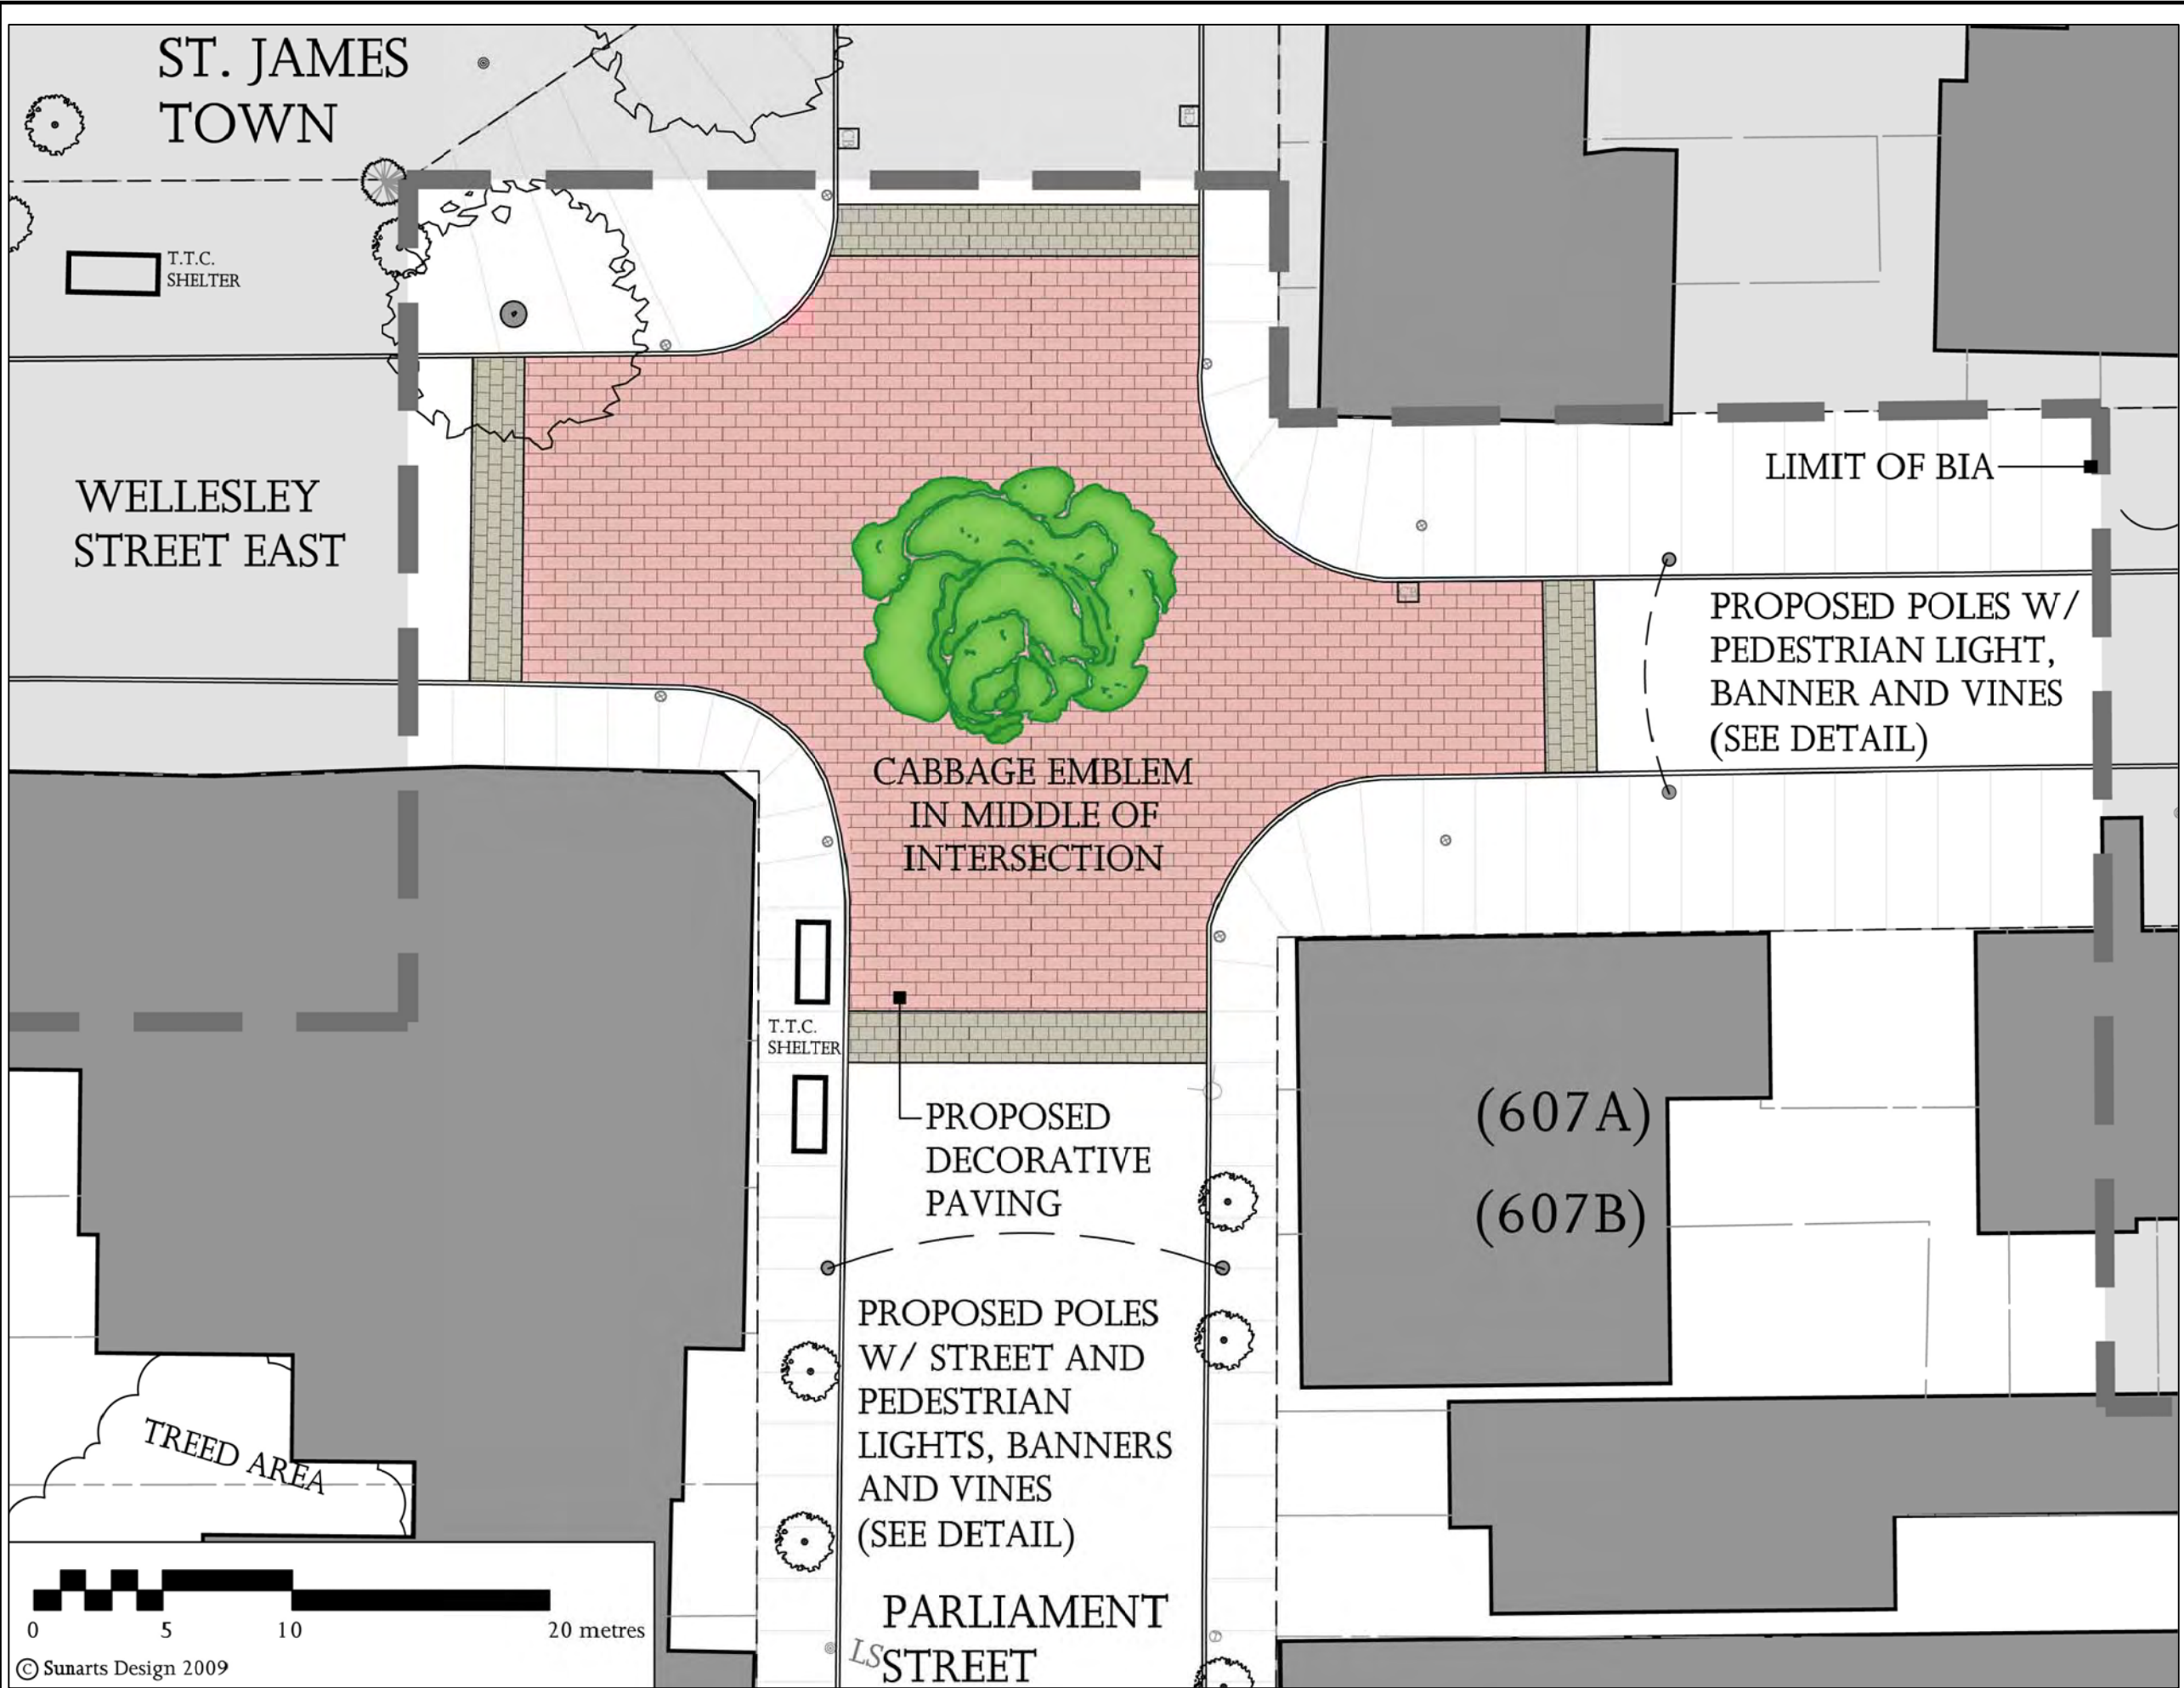 ST. JAMES
TOWN
T.T.C.
SHELTER
WELLESLEY
STREET EAST
LIMIT OF BIA
PROPOSED POLES W/
PEDESTRIAN LIGHT,
BANNER AND VINES
(SEE DETAIL)
CABBAGE EMBLEM
IN MIDDLE OF
INTERSECTION
T.T.C.
SHELTER
PROPOSED
DECORATIVE
PAVING
(607A)
(607B)
PROPOSED POLES
W/ STREET AND
PEDESTRIAN
LIGHTS, BANNERS
AND VINES
(SEE DETAIL)
TREED AREA
PARLIAMENT
STREET
LS
0 5 10 20 metres
© Sunarts Design 2009